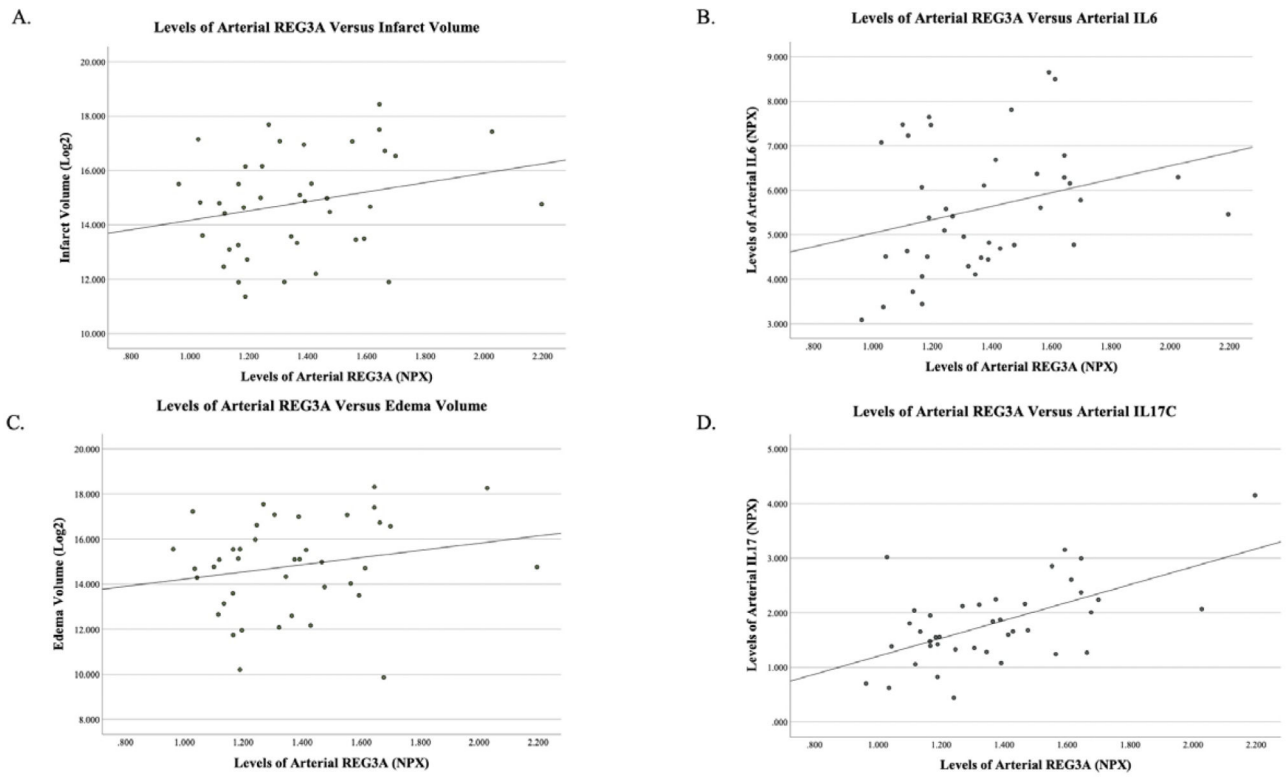 A.
Levels of Arterial REG3A Versus Infarct Volume
Infarct Volume (Log2)
20.000
18.000
16.000
14.000
12.000
10.000
.800 1.000 1.200 1.400 1.600 1.800 2.000 2.200
Levels of Arterial REG3A (NPX)
B.
Levels of Arterial REG3A Versus Arterial IL6
Levels of Arterial IL6 (NPX)
9.000
8.000
7.000
6.000
5.000
4.000
3.000
.800 1.000 1.200 1.400 1.600 1.800 2.000 2.200
Levels of Arterial REG3A (NPX)
C.
Levels of Arterial REG3A Versus Edema Volume
Edema Volume (Log2)
20.000
18.000
16.000
14.000
12.000
10.000
8.000
.800 1.000 1.200 1.400 1.600 1.800 2.000 2.200
Levels of Arterial REG3A (NPX)
D.
Levels of Arterial REG3A Versus Arterial IL17C
Levels of Arterial IL17 (NPX)
5.000
4.000
3.000
2.000
1.000
.000
.800 1.000 1.200 1.400 1.600 1.800 2.000 2.200
Levels of Arterial REG3A (NPX)